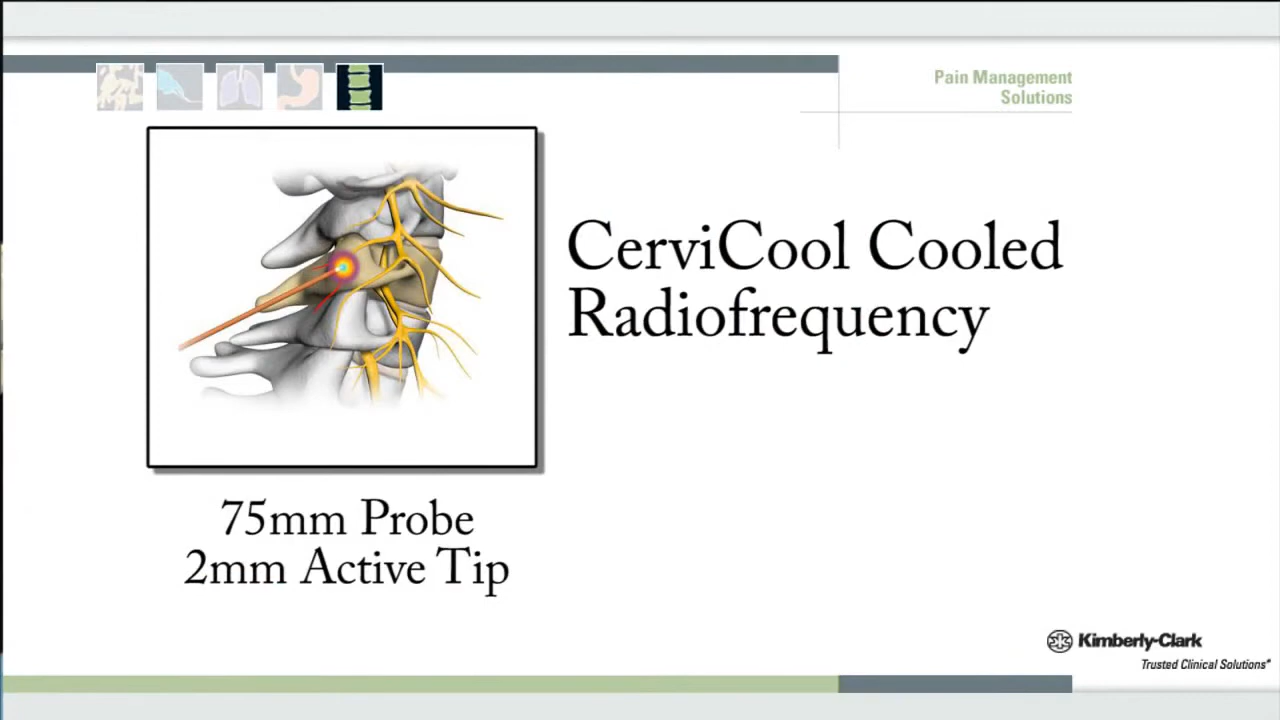 Pain Management
Solutions
CerviCool Cooled
Radiofrequency
75mm Probe
2mm Active Tip
Kimberly-Clark
Trusted Clinical Solutions*